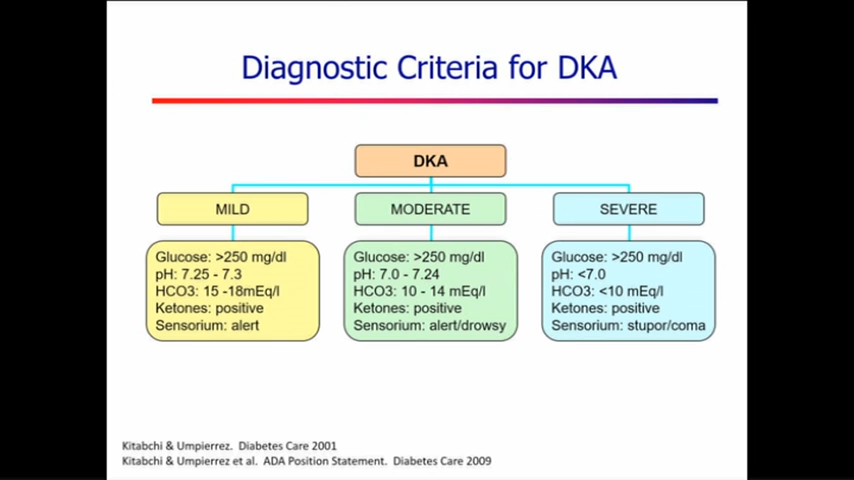 Diagnostic Criteria for DKA
DKA
MILD
Glucose: >250 mg/dl
pH: 7.25 - 7.3
HCO3: 15 -18mEq/l
Ketones: positive
Sensorium: alert
MODERATE
Glucose: >250 mg/dl
pH: 7.0 - 7.24
HCO3: 10 - 14 mEq/l
Ketones: positive
Sensorium: alert/drowsy
SEVERE
Glucose: >250 mg/dl
pH: <7.0
HCO3: <10 mEq/l
Ketones: positive
Sensorium: stupor/coma
Kitabchi & Umpierrez. Diabetes Care 2001
Kitabchi & Umpierrez et al. ADA Position Statement. Diabetes Care 2009